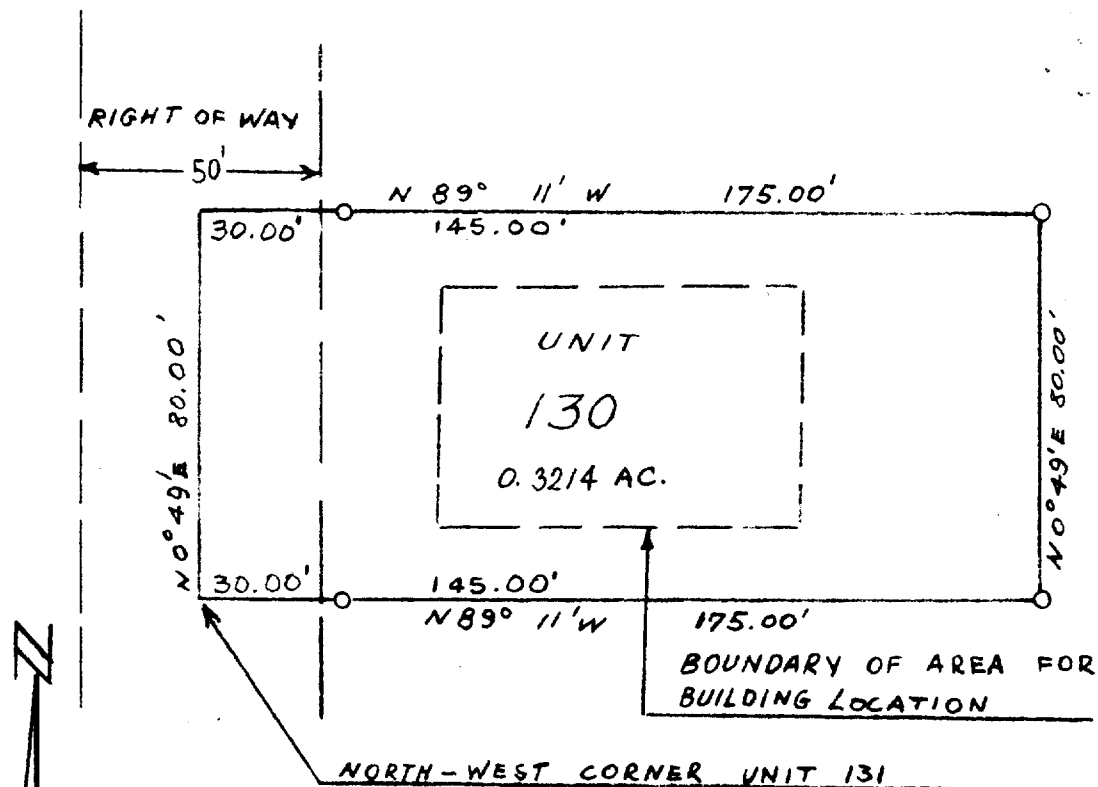 RIGHT OF WAY
50'
N 89° 11' W 175.00'
30.00' 145.00'
N 0° 49' E 80.00'
UNIT
130
0.3214 AC.
N 0° 49' E 80.00'
30.00' 145.00'
N 89° 11' W 175.00'
BOUNDARY OF AREA FOR
BUILDING LOCATION
N
NORTH-WEST CORNER UNIT 131